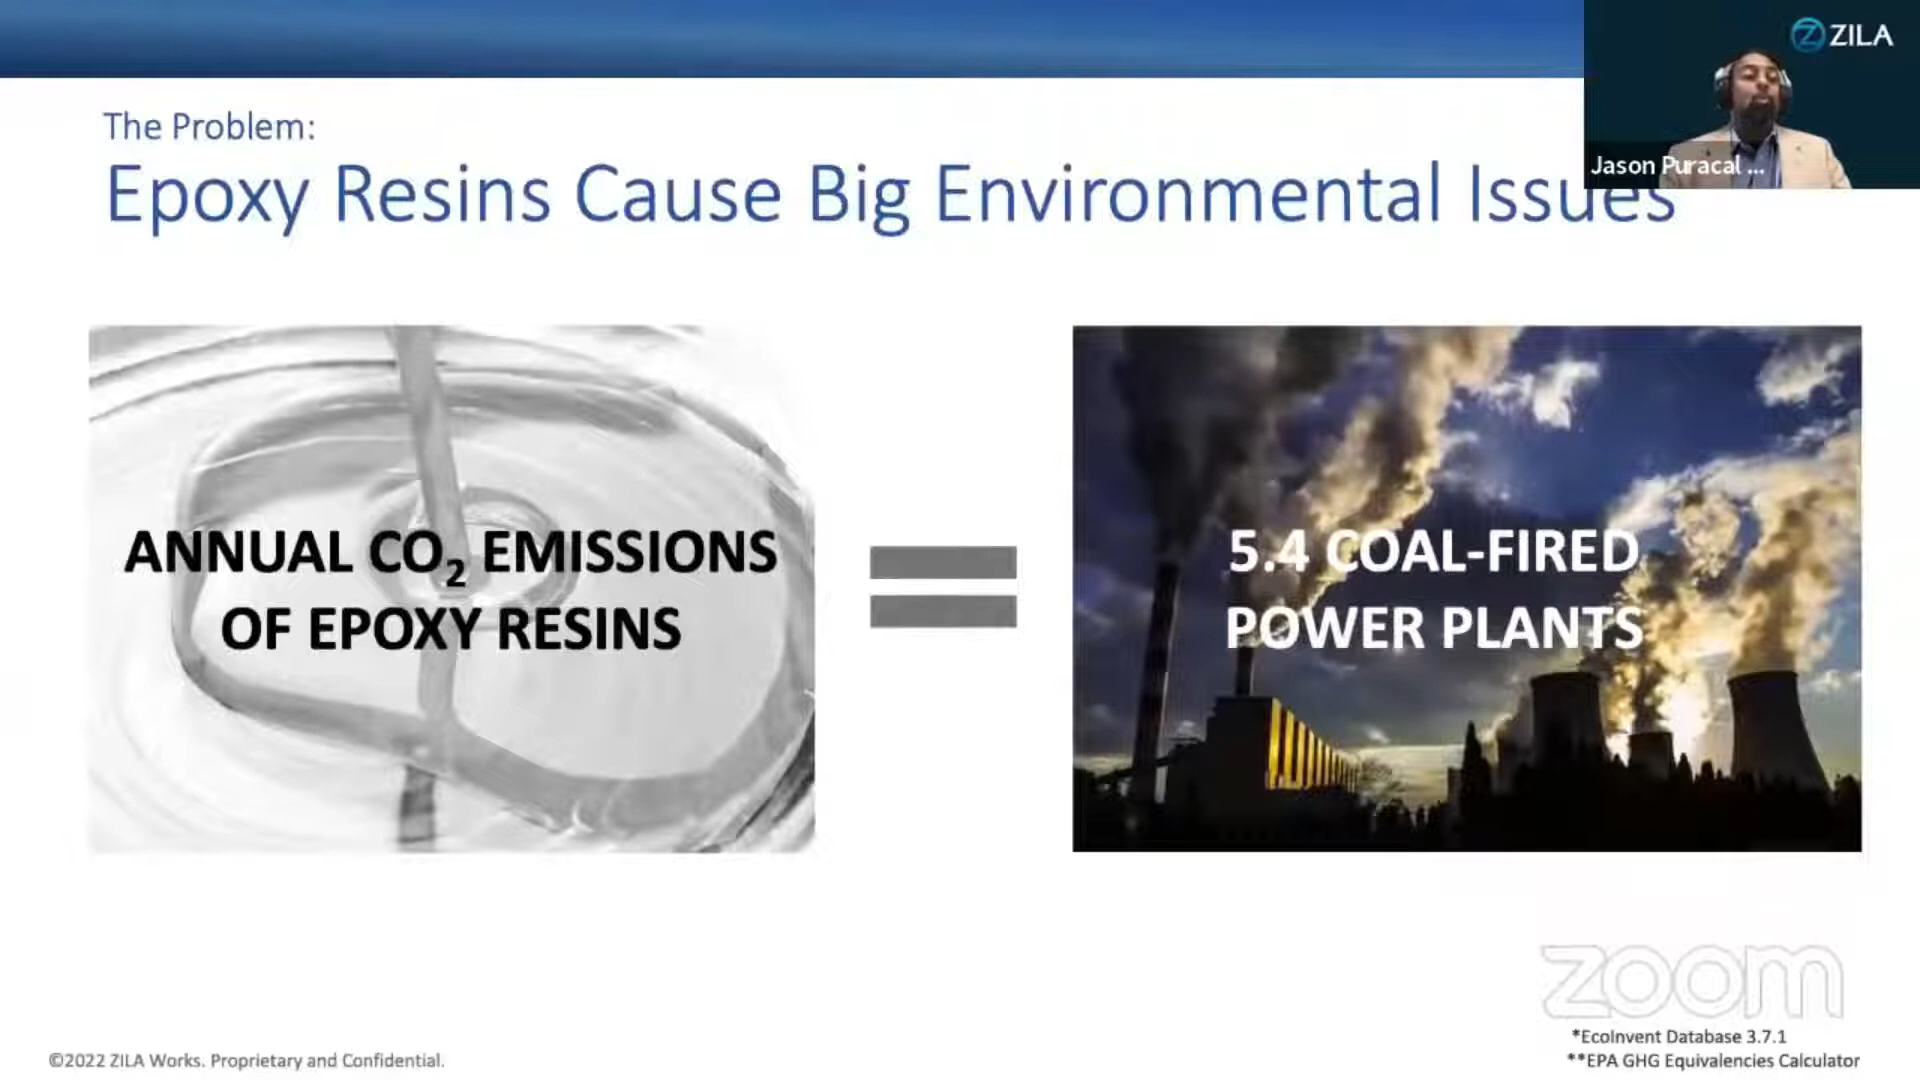 ZILA
Jason Puracal ...
The Problem:
Epoxy Resins Cause Big Environmental Issues
ANNUAL CO₂ EMISSIONS
OF EPOXY RESINS
5.4 COAL-FIRED
POWER PLANTS
zoom
*EcoInvent Database 3.7.1
**EPA GHG Equivalencies Calculator
©2022 ZILA Works. Proprietary and Confidential.